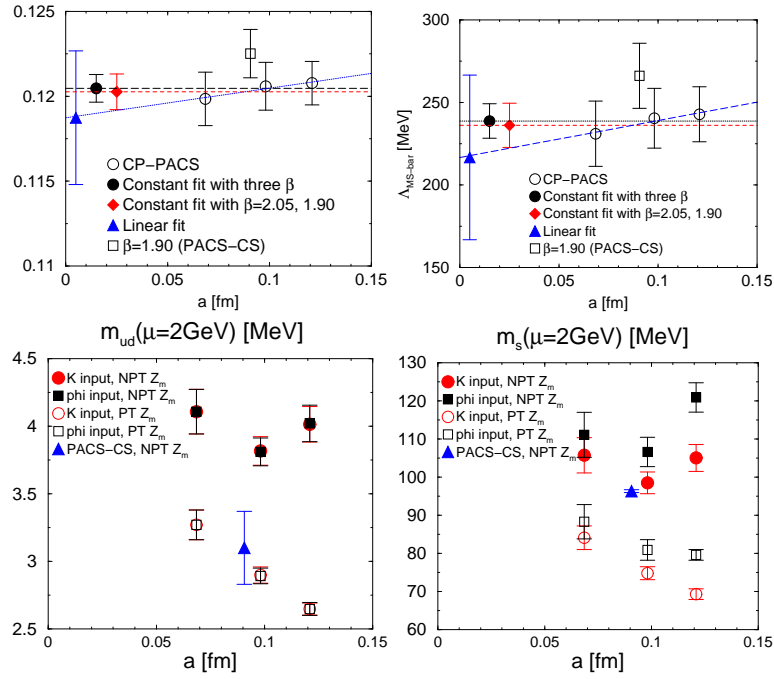 0.12
0.115
0.11
0 0.05 0.1 0.15
a [fm]
CP−PACS
Constant fit with three β
Constant fit with β=2.05, 1.90
Linear fit
β=1.90 (PACS−CS)
300
250
200
150
Λ_MS−bar [MeV]
0 0.05 0.1 0.15
a [fm]
CP−PACS
Constant fit with three β
Constant fit with β=2.05, 1.90
Linear fit
β=1.90 (PACS−CS)
m_ud(μ=2GeV) [MeV]
4.5
4
3.5
3
2.5
0 0.05 0.1 0.15
a [fm]
K input, NPT Z_m
phi input, NPT Z_m
K input, PT Z_m
phi input, PT Z_m
PACS−CS, NPT Z_m
m_s(μ=2GeV) [MeV]
140
130
120
110
100
90
80
70
60
0 0.05 0.1 0.15
a [fm]
K input, NPT Z_m
phi input, NPT Z_m
K input, PT Z_m
phi input, PT Z_m
PACS−CS, NPT Z_m